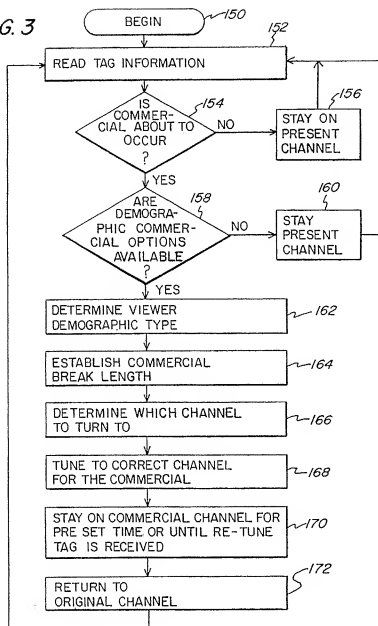 G. 3
BEGIN
150
152
READ TAG INFORMATION
IS
COMMER-
CIAL ABOUT TO
OCCUR
?
154
NO
156
STAY ON
PRESENT
CHANNEL
YES
ARE
DEMOGRA-
PHIC COMMER-
CIAL OPTIONS
AVAILABLE
?
158
NO
160
STAY
PRESENT
CHANNEL
YES
DETERMINE VIEWER
DEMOGRAPHIC TYPE
162
ESTABLISH COMMERCIAL
BREAK LENGTH
164
DETERMINE WHICH CHANNEL
TO TURN TO
166
TUNE TO CORRECT CHANNEL
FOR THE COMMERCIAL
168
STAY ON COMMERCIAL CHANNEL FOR
PRE SET TIME OR UNTIL RE-TUNE
TAG IS RECEIVED
170
172
RETURN TO
ORIGINAL CHANNEL